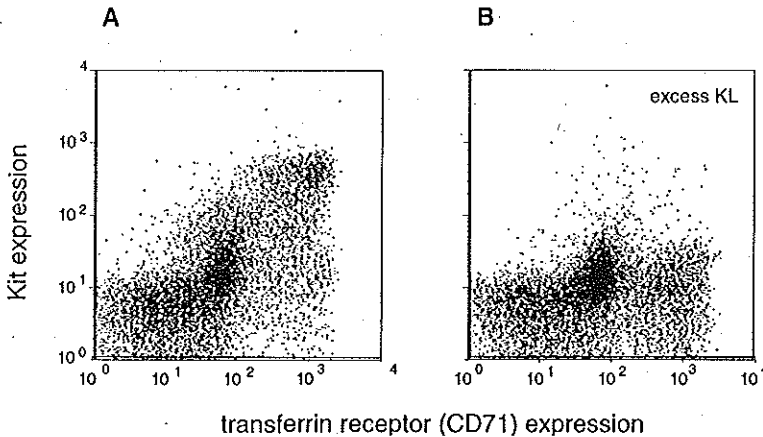 A
B
4
10³
10²
10¹
10⁰
Kit expression
10⁰ 10¹ 10² 10³ 4
excess KL
10⁰ 10¹ 10² 10³ 10
transferrin receptor (CD71) expression